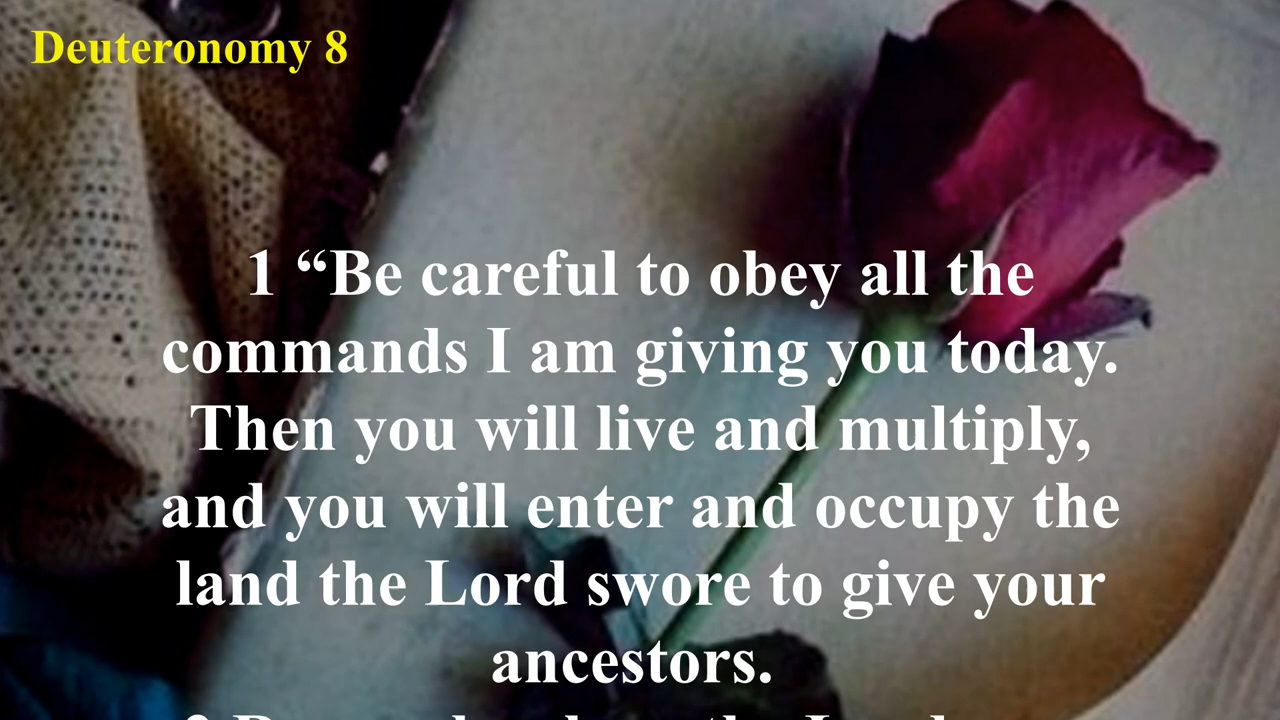 Deuteronomy 8
1 “Be careful to obey all the
commands I am giving you today.
Then you will live and multiply,
and you will enter and occupy the
land the Lord swore to give your
ancestors.